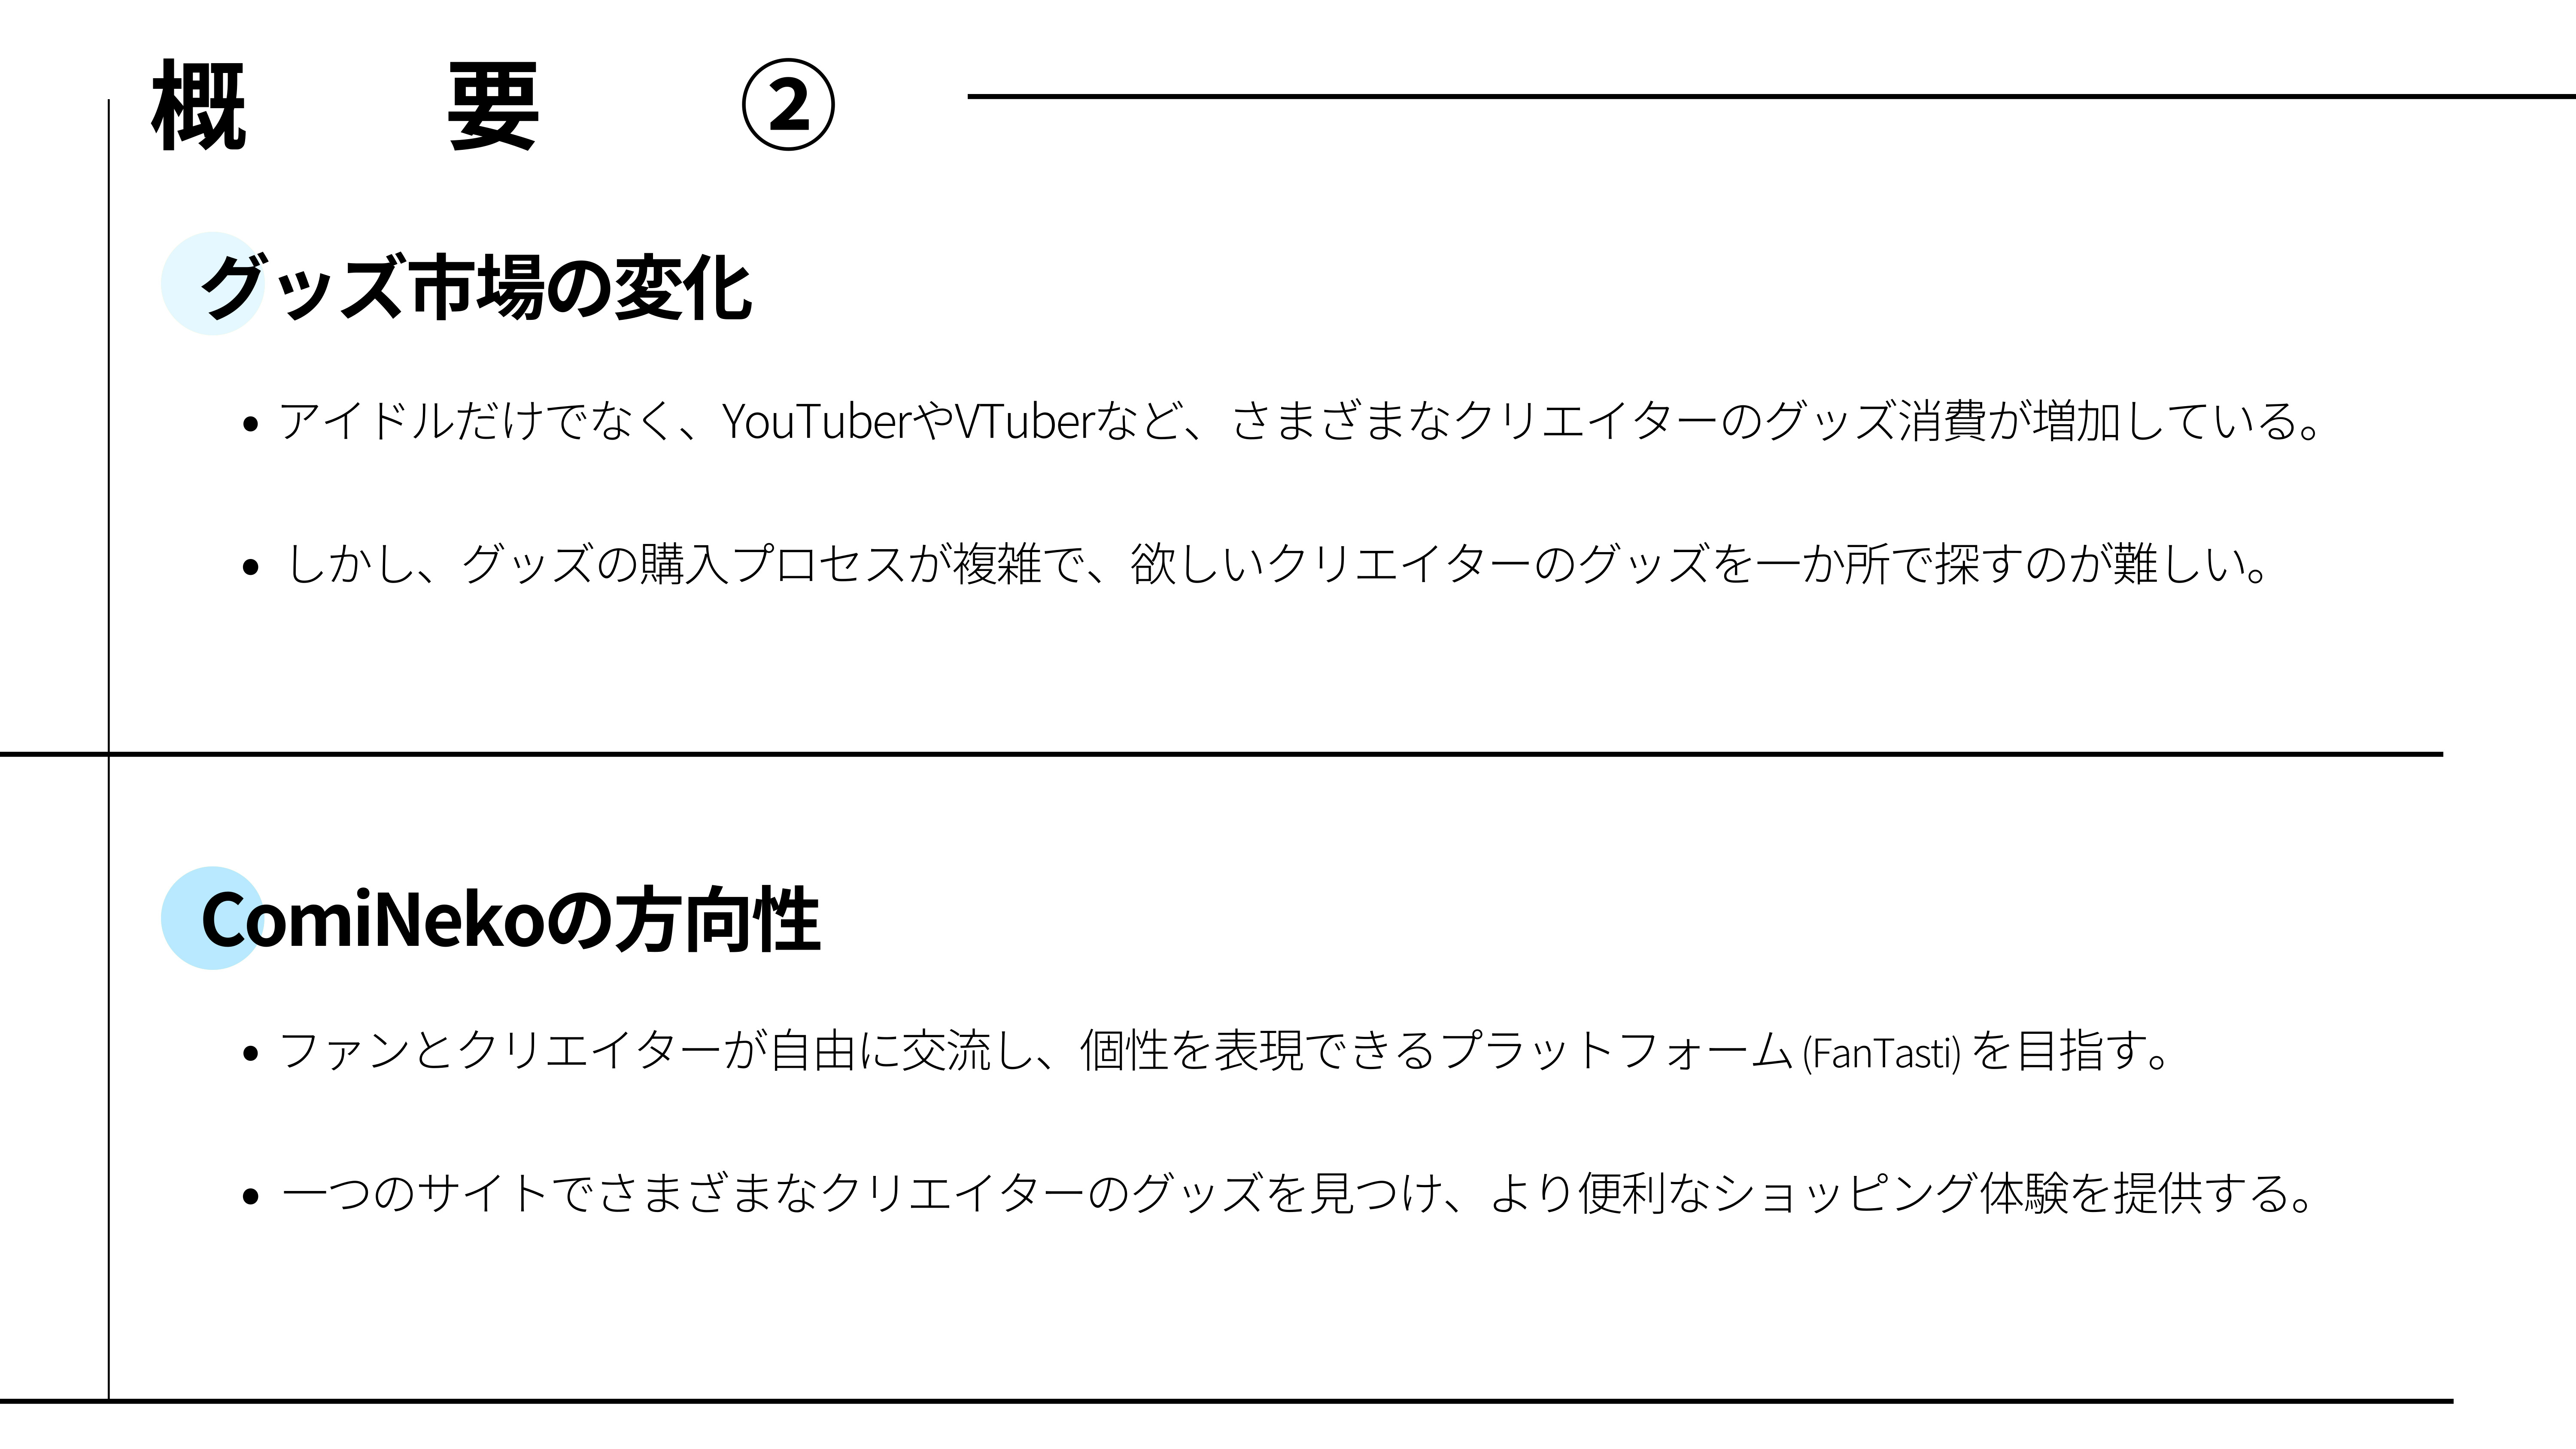 概 要 ②
グッズ市場の変化
• アイドルだけでなく、YouTuberやVTuberなど、さまざまなクリエイターのグッズ消費が増加している。
• しかし、グッズの購入プロセスが複雑で、欲しいクリエイターのグッズを一か所で探すのが難しい。
ComiNekoの方向性
• ファンとクリエイターが自由に交流し、個性を表現できるプラットフォーム (FanTasti) を目指す。
• 一つのサイトでさまざまなクリエイターのグッズを見つけ、より便利なショッピング体験を提供する。